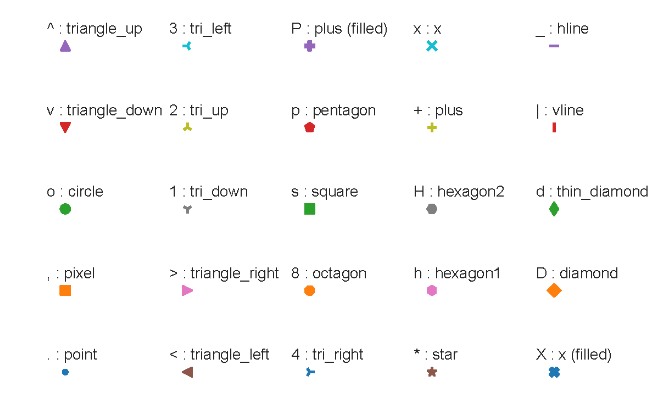 ^ : triangle_up 3 : tri_left P : plus (filled) x : x _ : hline
v : triangle_down 2 : tri_up p : pentagon + : plus | : vline
o : circle 1 : tri_down s : square H : hexagon2 d : thin_diamond
, : pixel > : triangle_right 8 : octagon h : hexagon1 D : diamond
. : point < : triangle_left 4 : tri_right * : star X : x (filled)